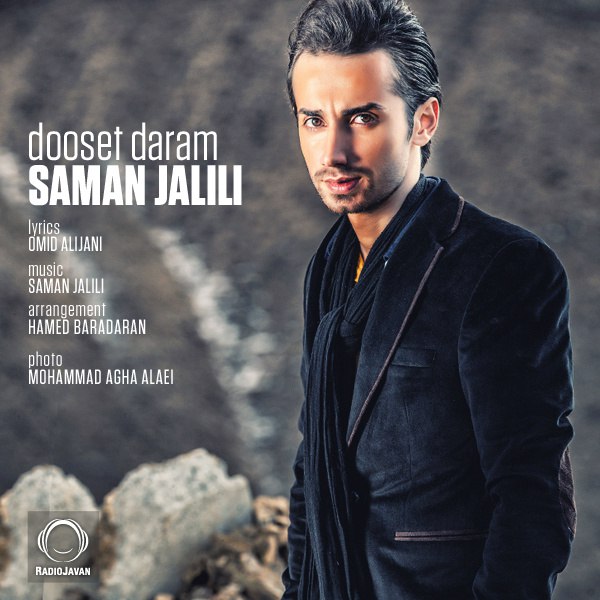 dooset daram
SAMAN JALILI
lyrics
OMID ALIJANI
music
SAMAN JALILI
arrangement
HAMED BARADARAN
photo
MOHAMMAD AGHA ALAEI
RADIOJAVAN